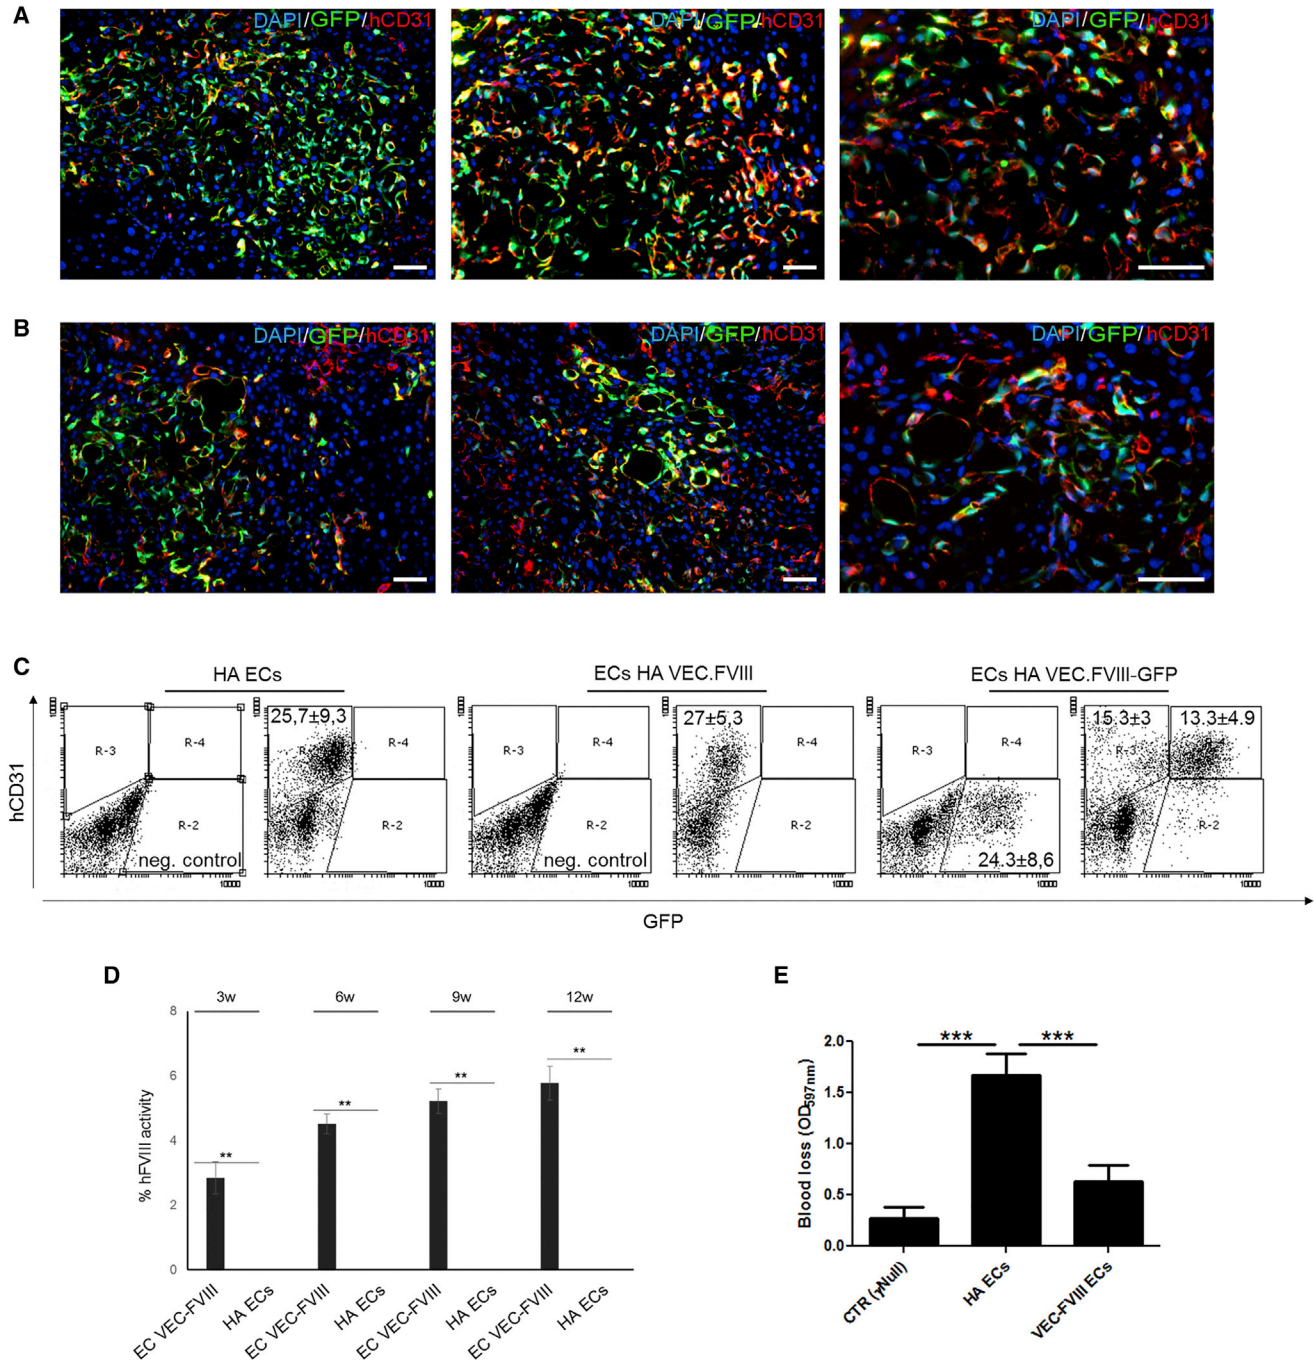 A
DAPI/GFP/hCD31
DAPI/GFP/hCD31
DAPI/GFP/hCD31
B
DAPI/GFP/hCD31
DAPI/GFP/hCD31
DAPI/GFP/hCD31
C
HA ECs
ECs HA VEC.FVIII
ECs HA VEC.FVIII-GFP
hCD31
R-3
R-4
R-2
neg. control
10000
25,7±9,3
R-4
R-2
10000
R-3
R-4
R-2
neg. control
10000
27±5,3
R-4
R-2
10000
R-3
R-4
24.3±8,6
10000
15.3±3
13.3±4.9
R-3
R-2
10000
GFP
D
3w
6w
9w
12w
% hFVIII activity
8
6
4
2
0
**
**
**
**
EC VEC-FVIII
HA ECs
EC VEC-FVIII
HA ECs
EC VEC-FVIII
HA ECs
EC VEC-FVIII
HA ECs
E
Blood loss (OD597nm)
2.0
1.5
1.0
0.5
0.0
***
***
CTR (γNull)
HA ECs
VEC-FVIII ECs